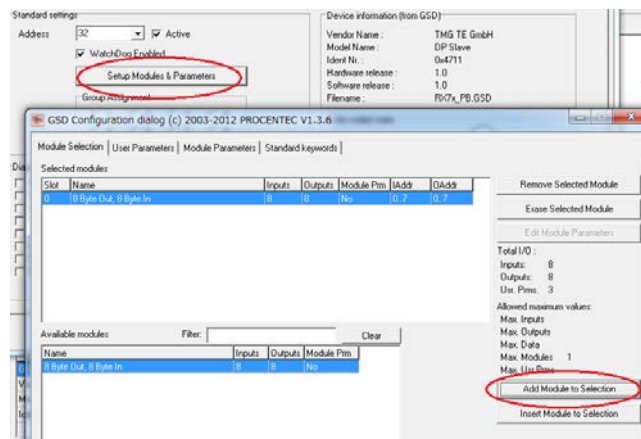 Standard settings
Address 32 Active
WatchDog Enabled
Setup Modules & Parameters
Group Assignment
Device information (from GSD)
Vendor Name : TMG TE GmbH
Model Name : DP Slave
Ident Nr. : 0x4711
Hardware release : 1.0
Software release : 1.0
Filename : RX7x_PB.GSD
GSD Configuration dialog (c) 2003-2012 PROCENTEC V1.3.6
Module Selection User Parameters Module Parameters Standard keywords
Selected modules
Slot Name Inputs Outputs Module Prm IAddr OAddr
0 8 Byte Out, 8 Byte In 8 8 No 0..7 0..7
Remove Selected Module
Erase Selected Module
Edit Module Parameters
Total I/O :
Inputs: 8
Outputs: 8
Usr. Prms. 3
Allowed maximum values:
Max. Inputs
Max. Outputs
Max. Data
Max. Modules 1
Max. Usr Prms
Add Module to Selection
Insert Module to Selection
Available modules Filter: Clear
Name Inputs Outputs Module Prm
8 Byte Out, 8 Byte In 8 8 No